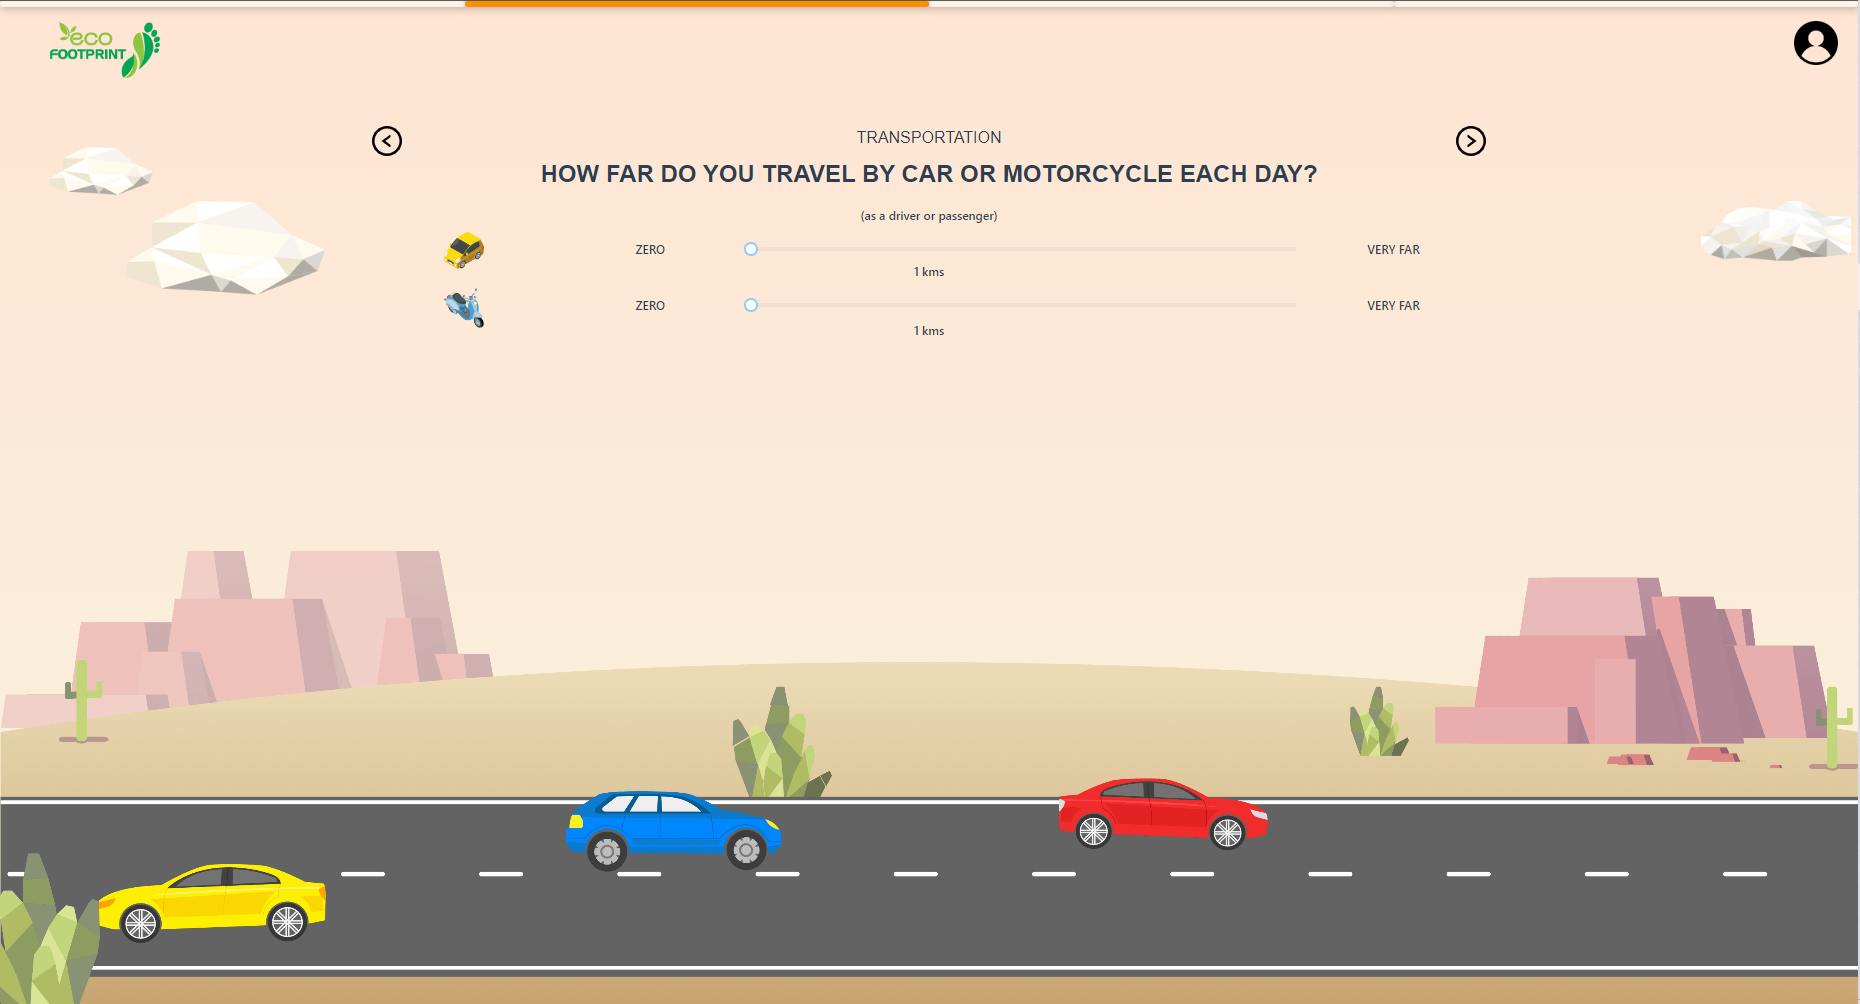 eco
FOOTPRINT
TRANSPORTATION
HOW FAR DO YOU TRAVEL BY CAR OR MOTORCYCLE EACH DAY?
(as a driver or passenger)
ZERO
VERY FAR
1 kms
ZERO
VERY FAR
1 kms